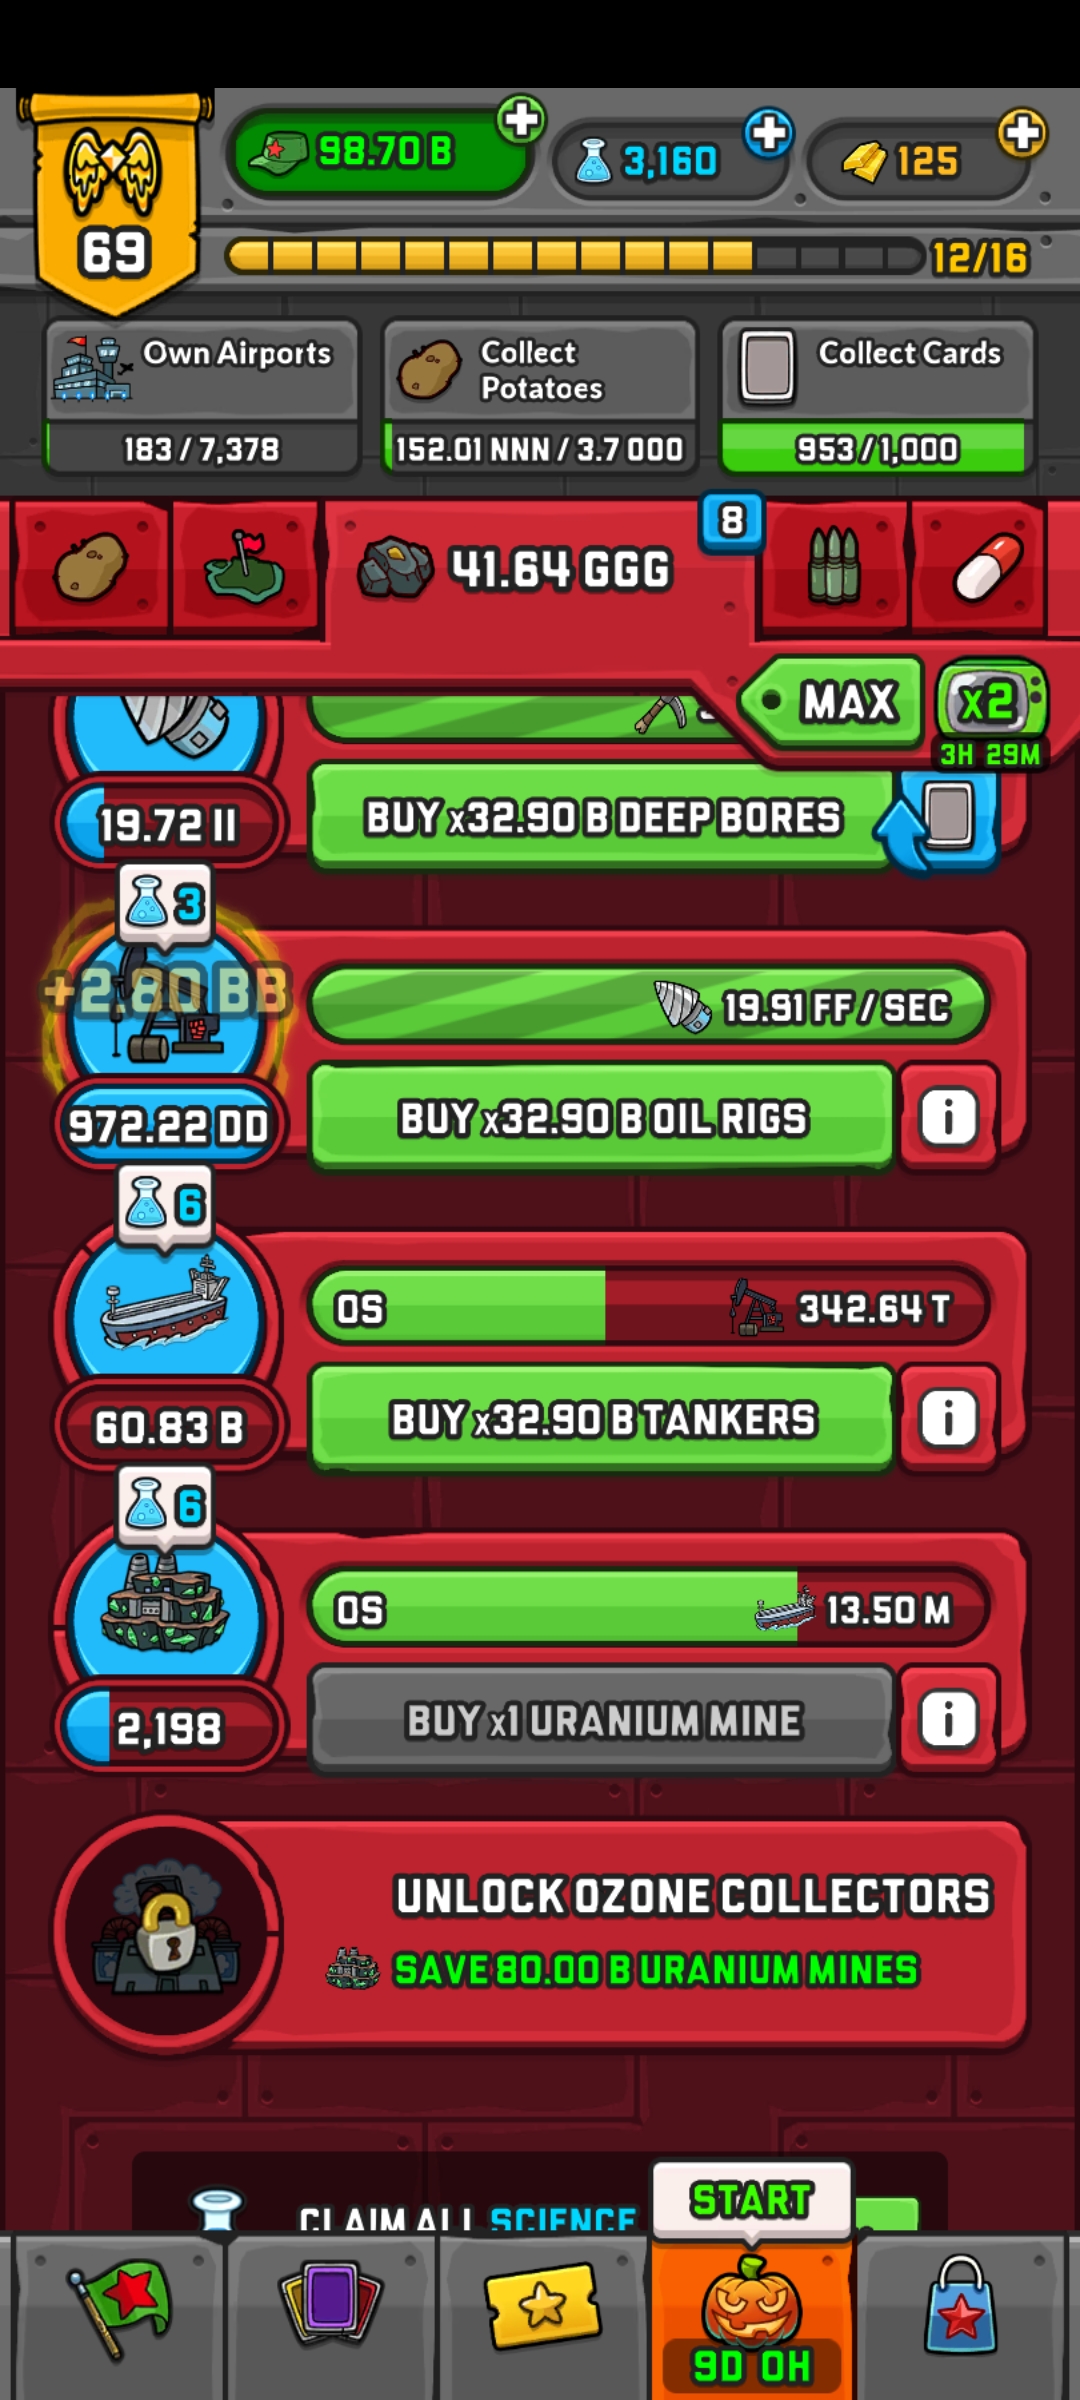 69
98.70 B
3,160
125
12/16
Own Airports
183 / 7,378
Collect
Potatoes
152.01 NNN / 3.7 OOO
Collect Cards
953 / 1,000
8
41.64 GGG
MAX
x2
3H 29M
19.72 II
BUY x32.90 B DEEP BORES
3
+2.80 BB
19.91 FF / SEC
972.22 DD
BUY x32.90 B OIL RIGS
i
6
0S
342.64 T
60.83 B
BUY x32.90 B TANKERS
i
6
0S
13.50 M
2,198
BUY x1 URANIUM MINE
i
UNLOCK OZONE COLLECTORS
SAVE 80.00 B URANIUM MINES
CLAIM ALL SCIENCE
START
9D 0H